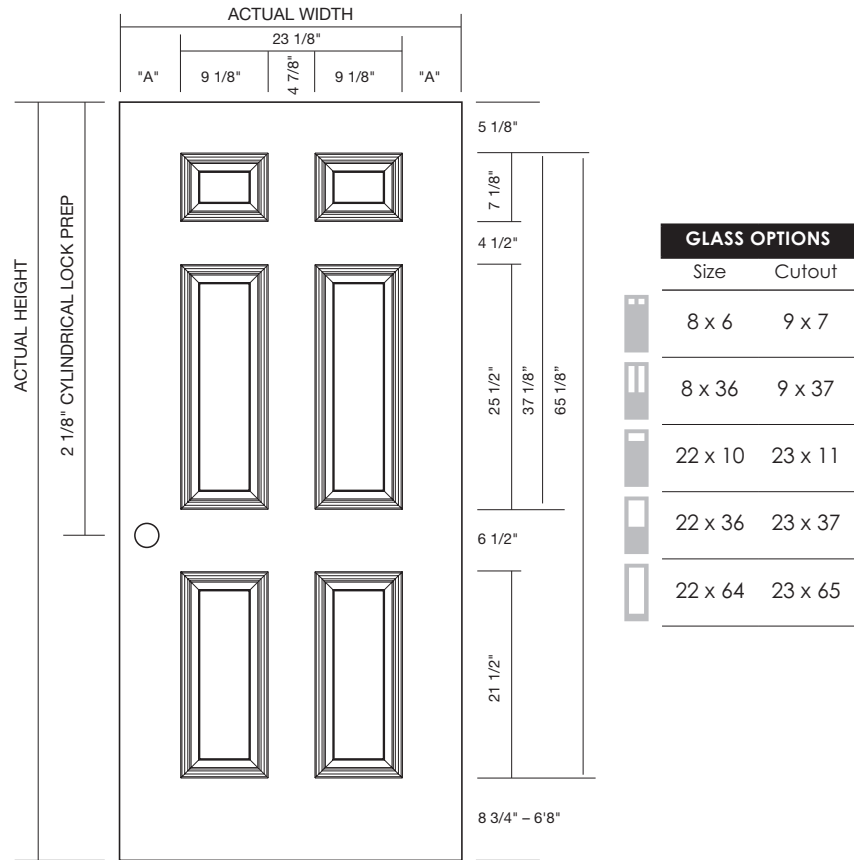 ACTUAL WIDTH
23 1/8"
"A" 9 1/8" 4 7/8" 9 1/8" "A"
5 1/8"
7 1/8"
4 1/2"
25 1/2" 37 1/8” 65 1/8”
6 1/2"
21 1/2"
8 3/4" – 6'8"
ACTUAL HEIGHT
2 1/8" CYLINDRICAL LOCK PREP
GLASS OPTIONS
Size Cutout
8 x 6 9 x 7
8 x 36 9 x 37
22 x 10 23 x 11
22 x 36 23 x 37
22 x 64 23 x 65